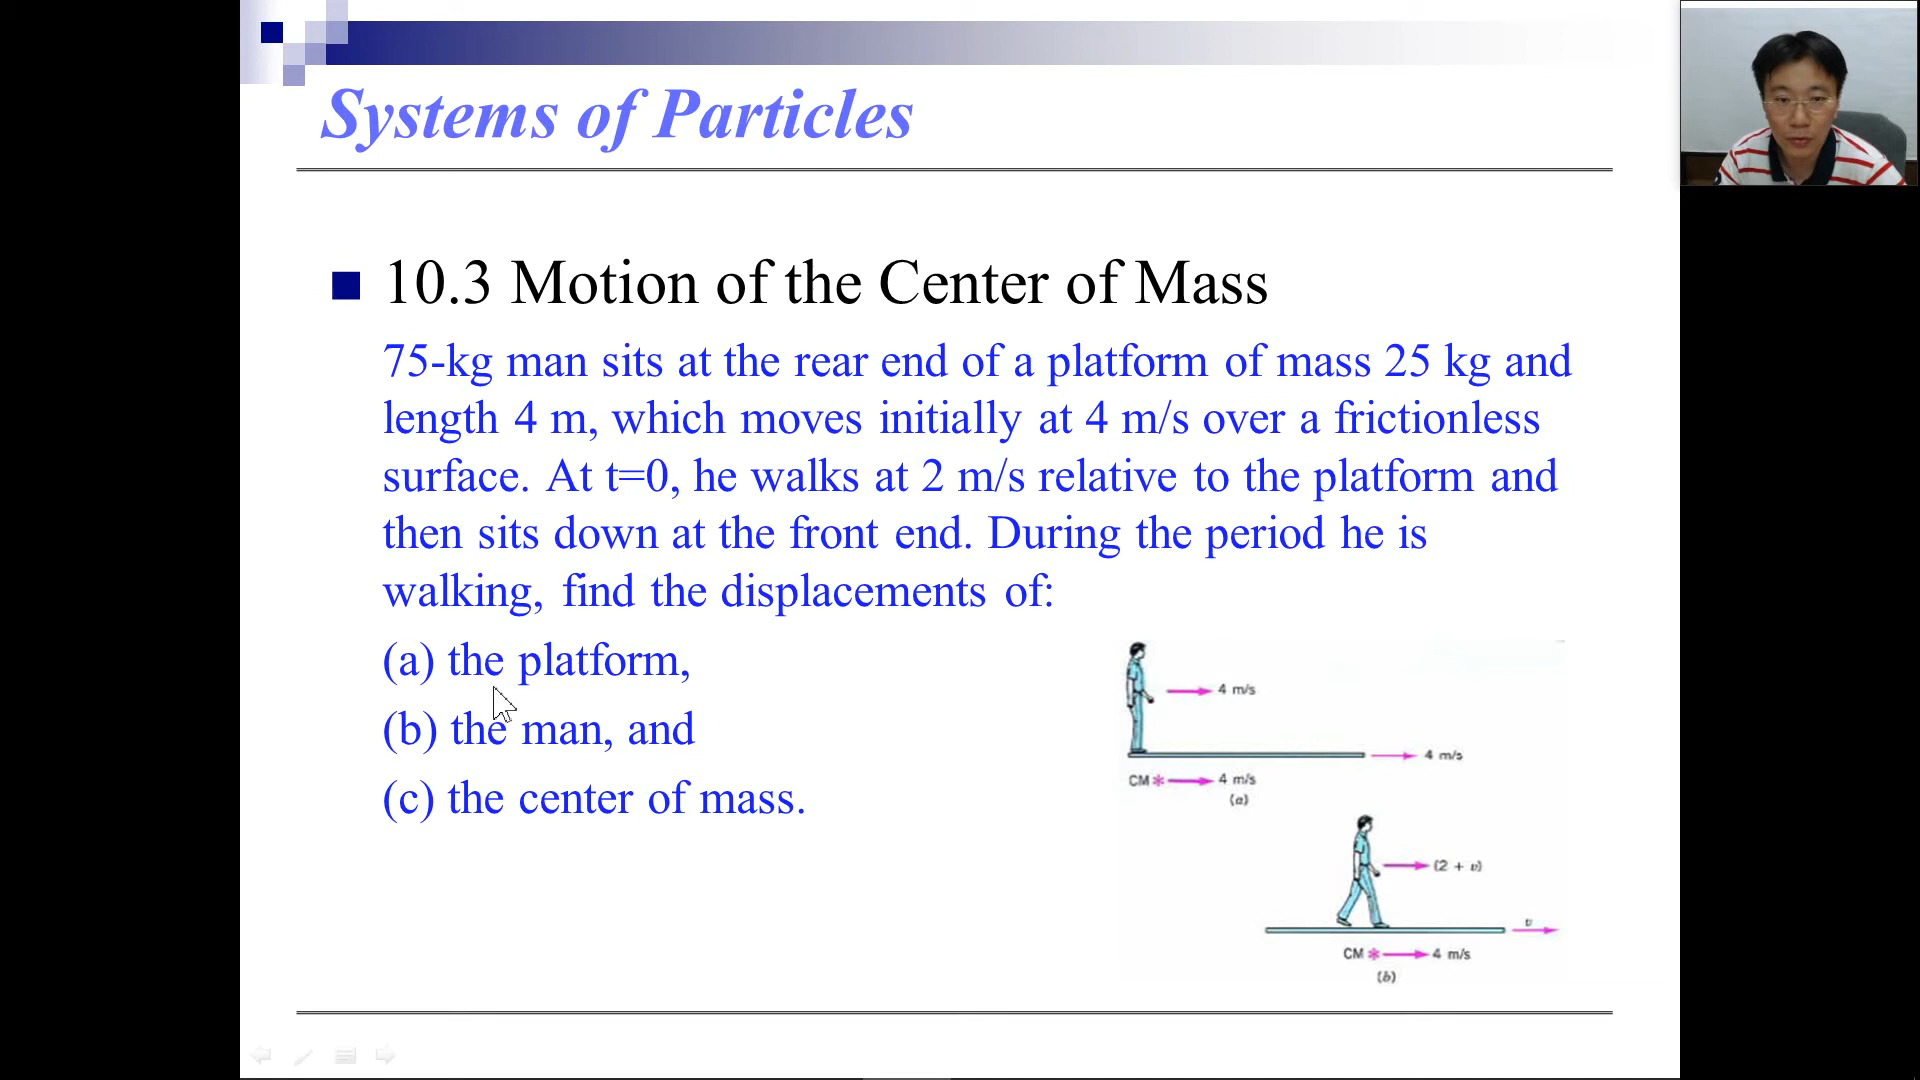 Systems of Particles
10.3 Motion of the Center of Mass
75-kg man sits at the rear end of a platform of mass 25 kg and
length 4 m, which moves initially at 4 m/s over a frictionless
surface. At t=0, he walks at 2 m/s relative to the platform and
then sits down at the front end. During the period he is
walking, find the displacements of:
(a) the platform,
(b) the man, and
(c) the center of mass.
4 m/s
4 m/s
CM 4 m/s
(a)
(2 + v)
v
CM 4 m/s
(b)